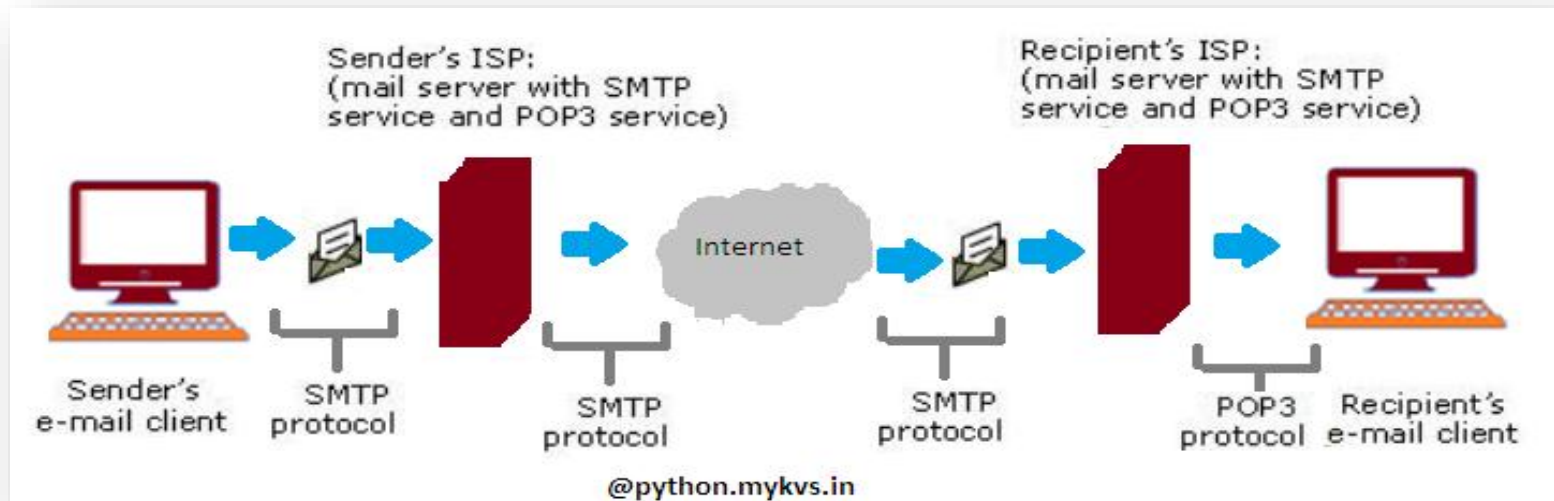 Sender's ISP:
(mail server with SMTP
service and POP3 service)
Recipient's ISP:
(mail server with SMTP
service and POP3 service)
Internet
Sender's
e-mail client
SMTP
protocol
SMTP
protocol
SMTP
protocol
POP3
protocol
Recipient's
e-mail client
@python.mykvs.in